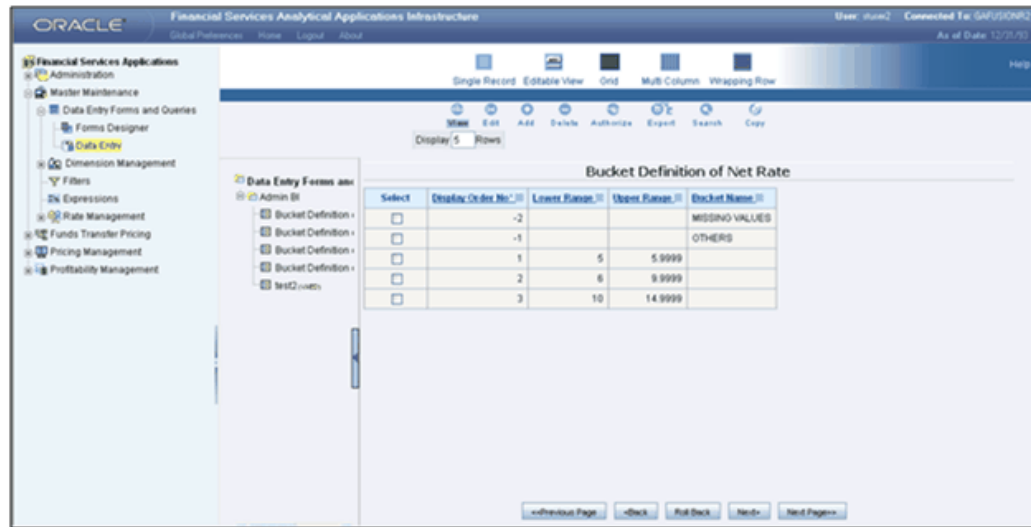 ORACLE
Financial Services Analytical Applications Infrastructure
Global Preferences Home Logout About
Connected To: GAFUSIONR2
As of Date: 12/31/93
Help
Financial Services Applications
Administration
Master Maintenance
Data Entry Forms and Queries
Forms Designer
Data Entry
Dimension Management
Filters
Expressions
Rate Management
Funds Transfer Pricing
Pricing Management
Profitability Management
Single Record Editable View Grid Multi Column Wrapping Row
View Edit Add Delete Authorize Export Search Copy
Display 5 Rows
Data Entry Forms and
Admin BI
Bucket Definition
Bucket Definition
Bucket Definition
Bucket Definition
test2
Bucket Definition of Net Rate
Select Display Order No* Lower Range Upper Range Bucket Name
-2 MISSING VALUES
-1 OTHERS
1 5 5.9999
2 6 9.9999
3 10 14.9999
<<Previous Page <Back Roll Back Next> Next Page>>